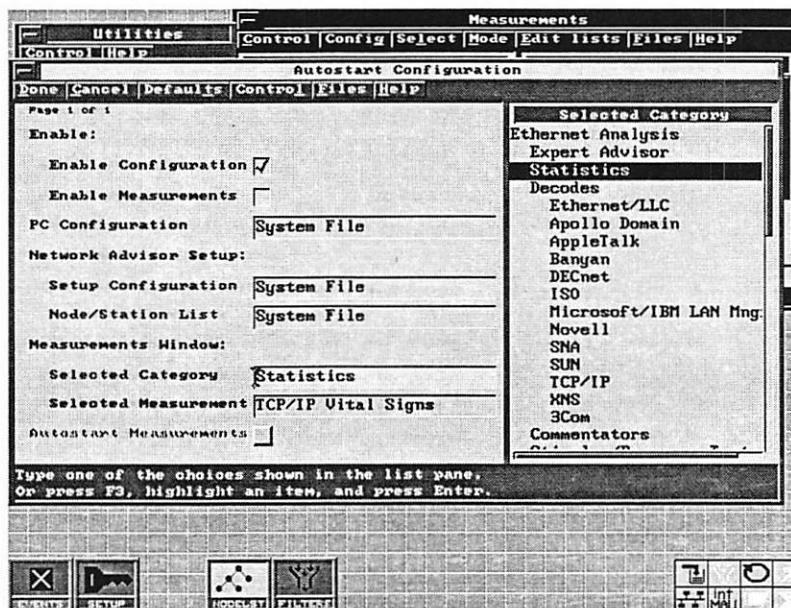 Measurements
Utilities
Control Config Select Mode Edit lists Files Help
Control Help
Autostart Configuration
Done Cancel Defaults Control Files Help
Page 1 of 1
Enable:
Enable Configuration
Enable Measurements
PC Configuration System File
Network Advisor Setup:
Setup Configuration System File
Node/Station List System File
Measurements Window:
Selected Category Statistics
Selected Measurement TCP/IP Vital Signs
Autostart Measurements
Selected Category
Ethernet Analysis
Expert Advisor
Statistics
Decodes
Ethernet/LLC
Apollo Domain
AppleTalk
Banyan
DECnet
ISO
Microsoft/IBM LAN Mng
Novell
SNA
SUN
TCP/IP
XNS
3Com
Commentators
Type one of the choices shown in the list pane.
Or press F3, highlight an item, and press Enter.
EVENTS
SETUP
NODELST
FILTERS
Int